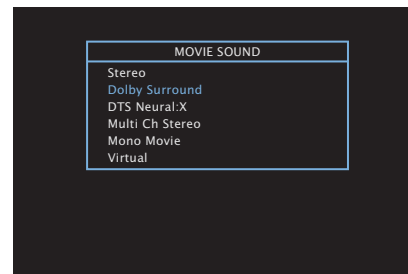 MOVIE SOUND
Stereo
Dolby Surround
DTS Neural:X
Multi Ch Stereo
Mono Movie
Virtual